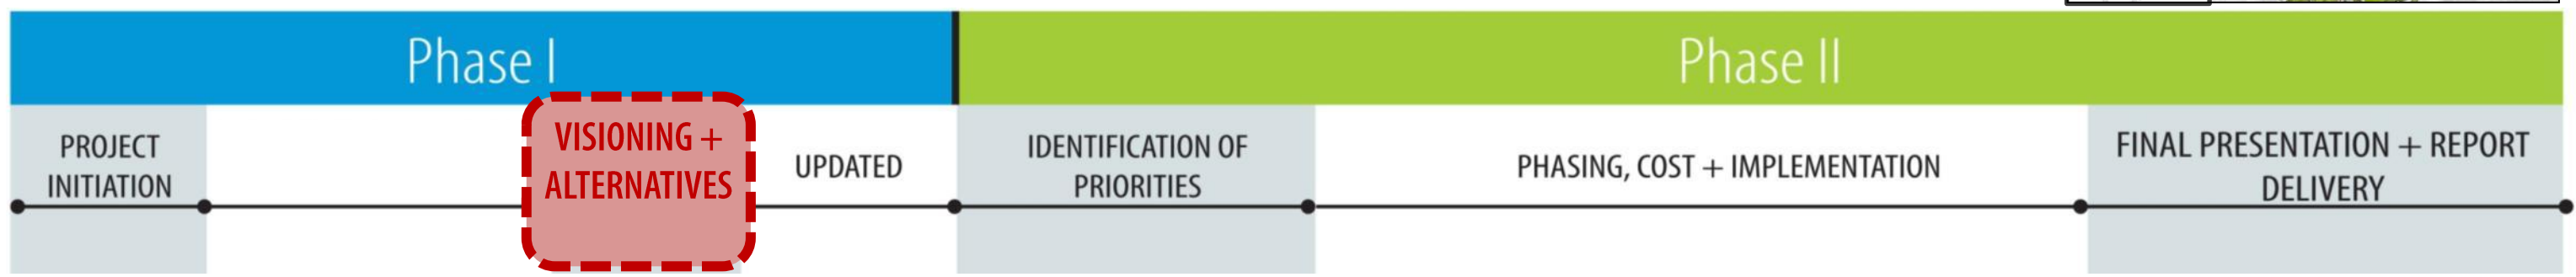 Phase I
Phase II
PROJECT
INITIATION
VISIONING +
ALTERNATIVES
UPDATED
IDENTIFICATION OF
PRIORITIES
PHASING, COST + IMPLEMENTATION
FINAL PRESENTATION + REPORT
DELIVERY